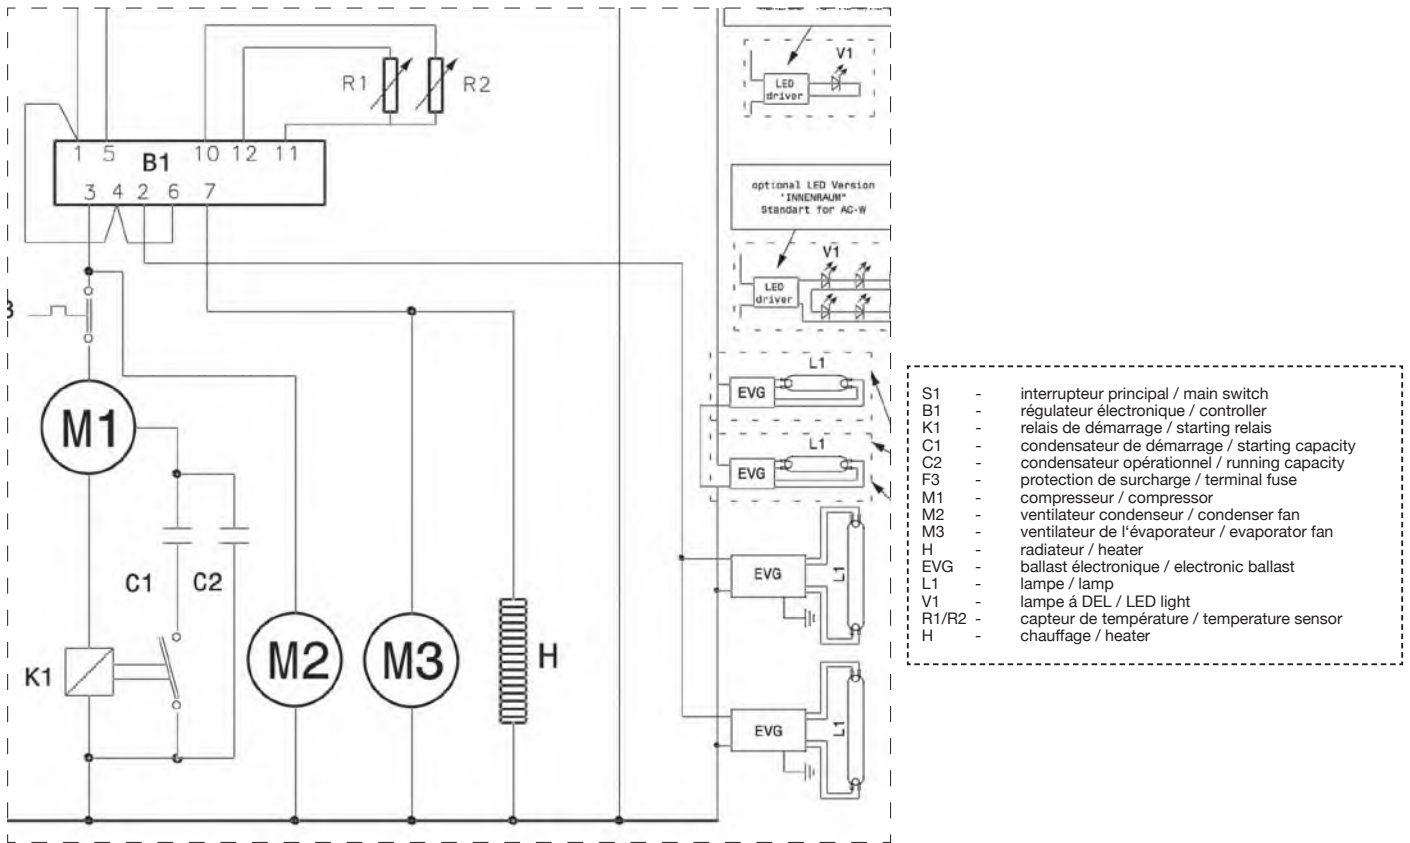 R1
R2
1 5 10 12 11
B1
3 4 2 6 7
M1
C1 C2
K1
M2
M3
H
V1
LED
driver
optional LED Version
"INNENRAUM"
Standart for AC-W
V1
LED
driver
L1
EVG
L1
EVG
EVG
L1
EVG
L1
S1 - interrupteur principal / main switch
B1 - régulateur électronique / controller
K1 - relais de démarrage / starting relais
C1 - condensateur de démarrage / starting capacity
C2 - condensateur opérationnel / running capacity
F3 - protection de surcharge / terminal fuse
M1 - compresseur / compressor
M2 - ventilateur condenseur / condenser fan
M3 - ventilateur de l'évaporateur / evaporator fan
H - radiateur / heater
EVG - ballast électronique / electronic ballast
L1 - lampe / lamp
V1 - lampe á DEL / LED light
R1/R2 - capteur de température / temperature sensor
H - chauffage / heater